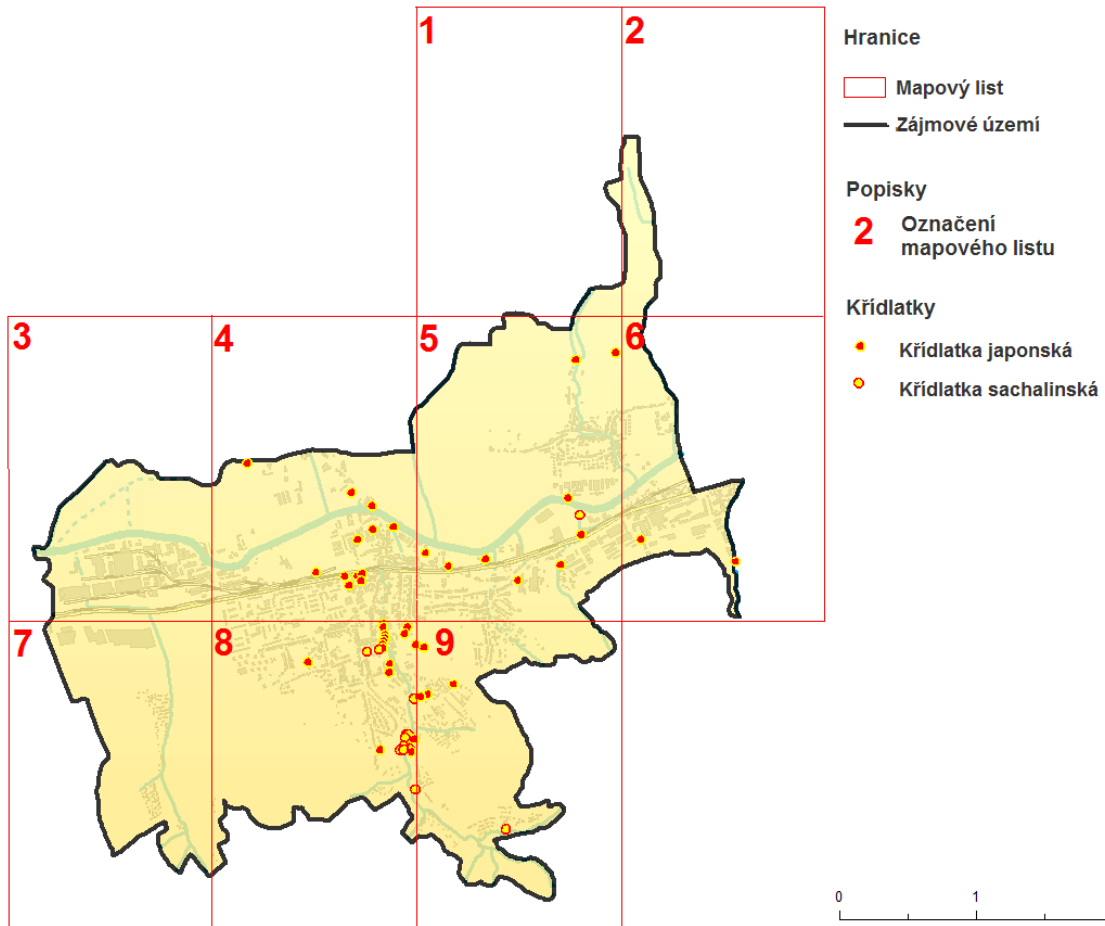 1
2
3
4
5
6
7
8
9
Hranice
Mapový list
Zájmové území
Popisky
2 Označení
mapového listu
Křídlatky
Křídlatka japonská
Křídlatka sachalinská
0 1